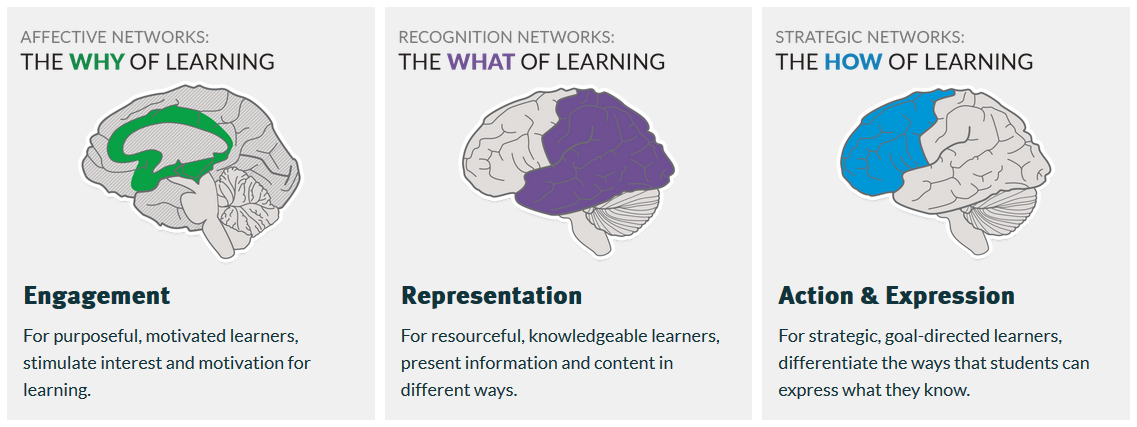 AFFECTIVE NETWORKS:
THE WHY OF LEARNING
Engagement
For purposeful, motivated learners,
stimulate interest and motivation for
learning.
RECOGNITION NETWORKS:
THE WHAT OF LEARNING
Representation
For resourceful, knowledgeable learners,
present information and content in
different ways.
STRATEGIC NETWORKS:
THE HOW OF LEARNING
Action & Expression
For strategic, goal-directed learners,
differentiate the ways that students can
express what they know.